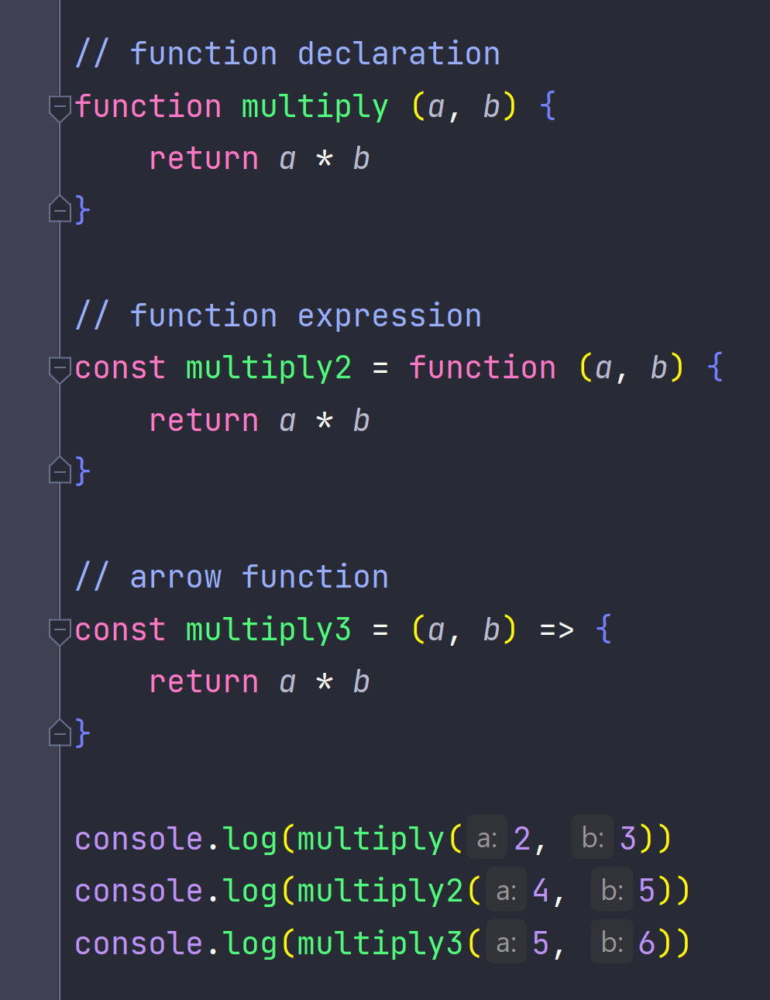 // function declaration
function multiply (a, b) {
    return a * b
}
// function expression
const multiply2 = function (a, b) {
    return a * b
}
// arrow function
const multiply3 = (a, b) => {
    return a * b
}
console.log(multiply( a: 2,  b: 3))
console.log(multiply2( a: 4,  b: 5))
console.log(multiply3( a: 5,  b: 6))